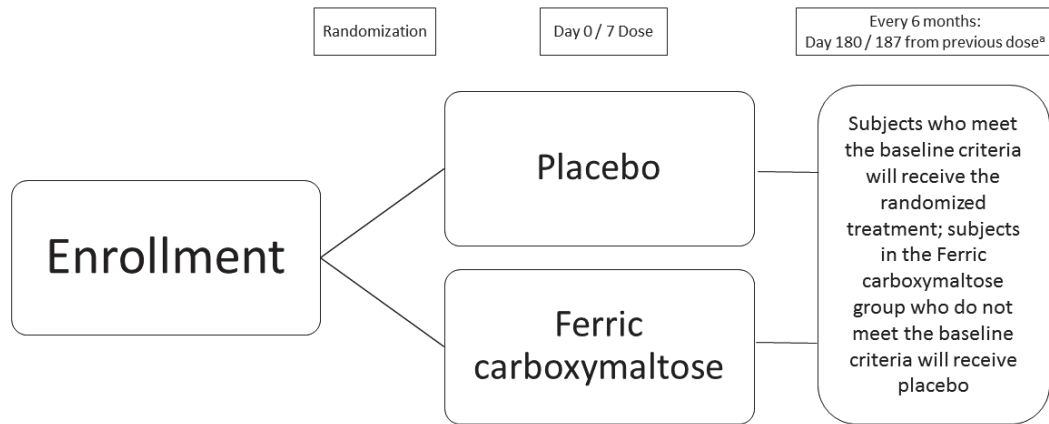 Randomization
Day 0 / 7 Dose
Every 6 months:
Day 180 / 187 from previous doseᵃ
Enrollment
Placebo
Ferric
carboxymaltose
Subjects who meet
the baseline criteria
will receive the
randomized
treatment; subjects
in the Ferric
carboxymaltose
group who do not
meet the baseline
criteria will receive
placebo